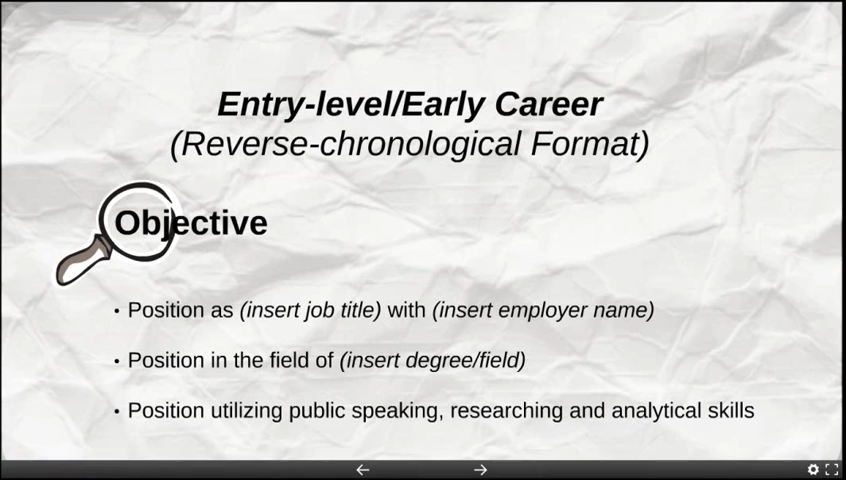 Entry-level/Early Career
(Reverse-chronological Format)
Objective
• Position as (insert job title) with (insert employer name)
• Position in the field of (insert degree/field)
• Position utilizing public speaking, researching and analytical skills